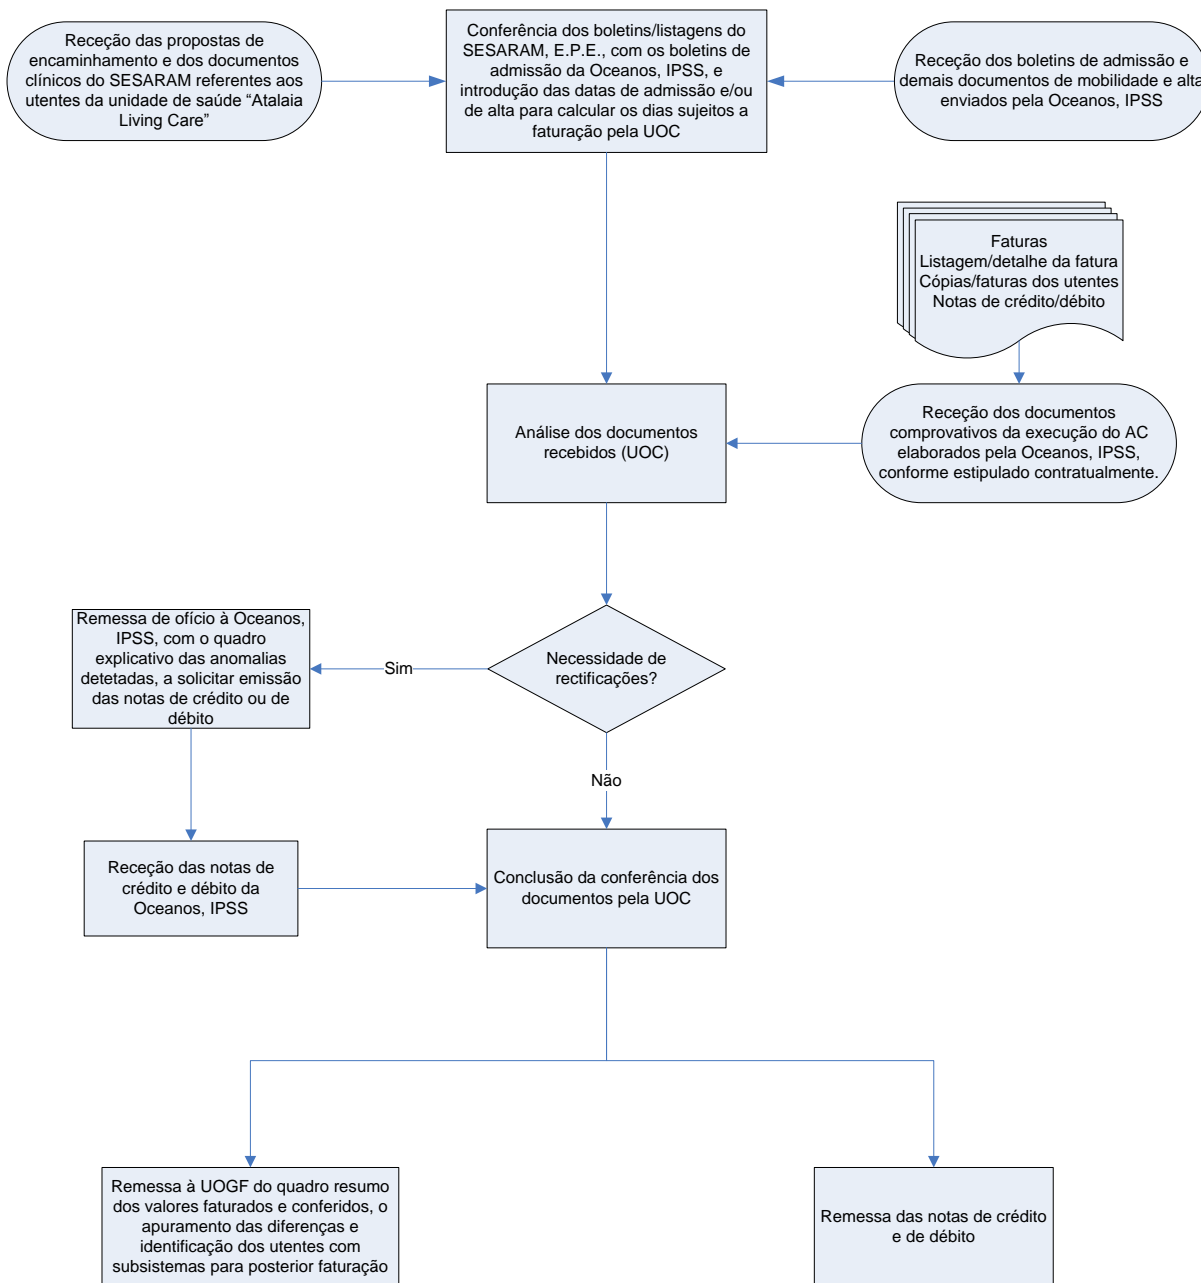 Receção das propostas de
encaminhamento e dos documentos
clínicos do SESARAM referentes aos
utentes da unidade de saúde “Atalaia
Living Care”
Conferência dos boletins/listagens do
SESARAM, E.P.E., com os boletins de
admissão da Oceanos, IPSS, e
introdução das datas de admissão e/ou
de alta para calcular os dias sujeitos a
faturação pela UOC
Receção dos boletins de admissão e
demais documentos de mobilidade e alta
enviados pela Oceanos, IPSS
Faturas
Listagem/detalhe da fatura
Cópias/faturas dos utentes
Notas de crédito/débito
Análise dos documentos
recebidos (UOC)
Receção dos documentos
comprovativos da execução do AC
elaborados pela Oceanos, IPSS,
conforme estipulado contratualmente.
Remessa de ofício à Oceanos,
IPSS, com o quadro
explicativo das anomalias
detetadas, a solicitar emissão
das notas de crédito ou de
débito
Sim
Necessidade de
rectificações?
Não
Receção das notas de
crédito e débito da
Oceanos, IPSS
Conclusão da conferência dos
documentos pela UOC
Remessa à UOGF do quadro resumo
dos valores faturados e conferidos, o
apuramento das diferenças e
identificação dos utentes com
subsistemas para posterior faturação
Remessa das notas de crédito
e de débito